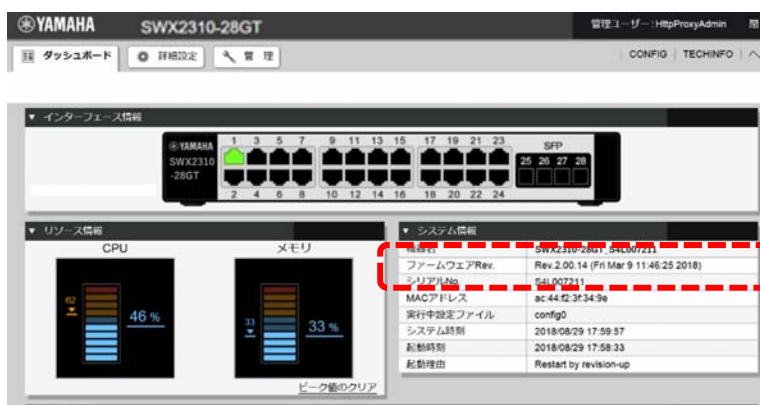 YAMAHA SWX2310-28GT 管理ユーザー:HttpProxyAdmin
ダッシュボード 詳細設定 管 理 CONFIG TECHINFO
▼ インターフェース情報
YAMAHA
SWX2310
-28GT
1 3 5 7 9 11 13 15 17 19 21 23 SFP
25 26 27 28
2 4 6 8 10 12 14 16 18 20 22 24
▼ リソース情報
CPU メモリ
62
46 %
33
33 %
ピーク値のクリア
▼ システム情報
機器名 SWX2310-28GT_S4L007211
ファームウェアRev. Rev.2.00.14 (Fri Mar 9 11:46:25 2018)
シリアルNo. S4L007211
MACアドレス ac:44:f2:3f:34:9e
実行中設定ファイル config0
システム時刻 2018/08/29 17:59:57
起動時刻 2018/08/29 17:58:33
起動理由 Restart by revision-up